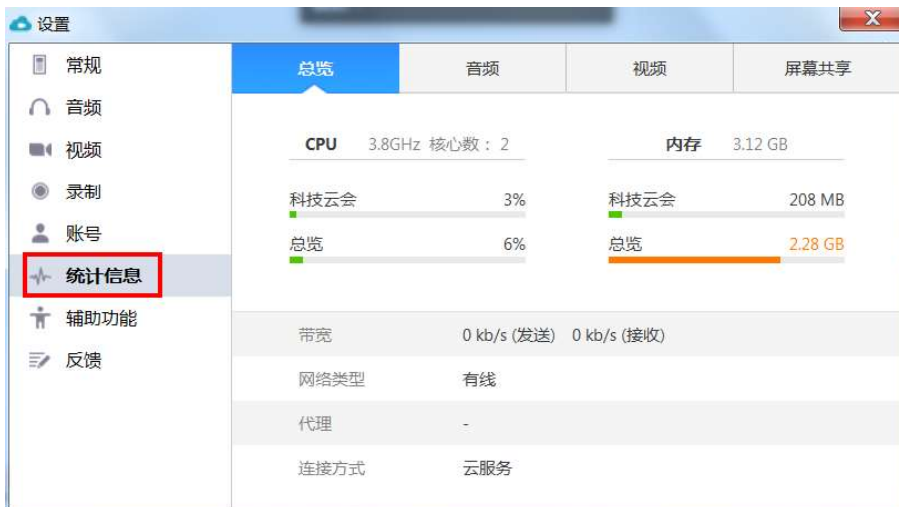 设置
常规
音频
视频
录制
账号
统计信息
辅助功能
反馈
总览 音频 视频 屏幕共享
CPU 3.8GHz 核心数： 2 内存 3.12 GB
科技云会 3% 科技云会 208 MB
总览 6% 总览 2.28 GB
带宽 0 kb/s (发送) 0 kb/s (接收)
网络类型 有线
代理 -
连接方式 云服务